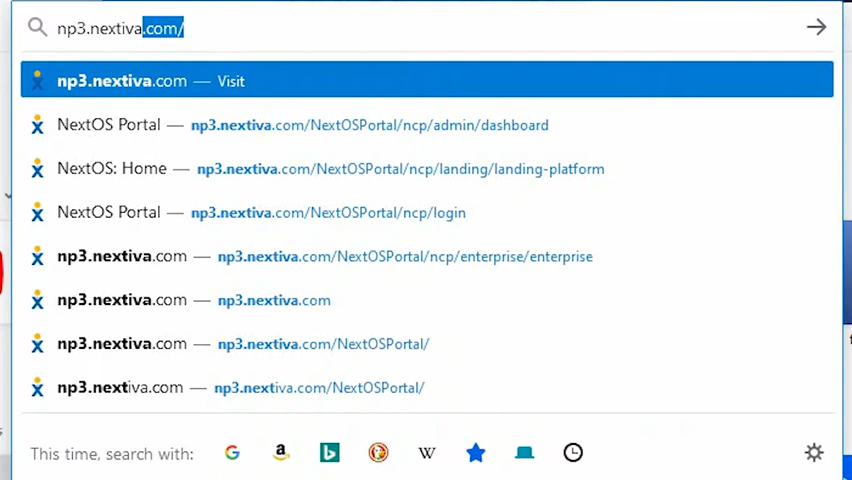 np3.nextiva.com/
np3.nextiva.com — Visit
NextOS Portal — np3.nextiva.com/NextOSPortal/ncp/admin/dashboard
NextOS: Home — np3.nextiva.com/NextOSPortal/ncp/landing/landing-platform
NextOS Portal — np3.nextiva.com/NextOSPortal/ncp/login
np3.nextiva.com — np3.nextiva.com/NextOSPortal/ncp/enterprise/enterprise
np3.nextiva.com — np3.nextiva.com
np3.nextiva.com — np3.nextiva.com/NextOSPortal/
np3.nextiva.com — np3.nextiva.com/NextOSPortal/
This time, search with: G a b W